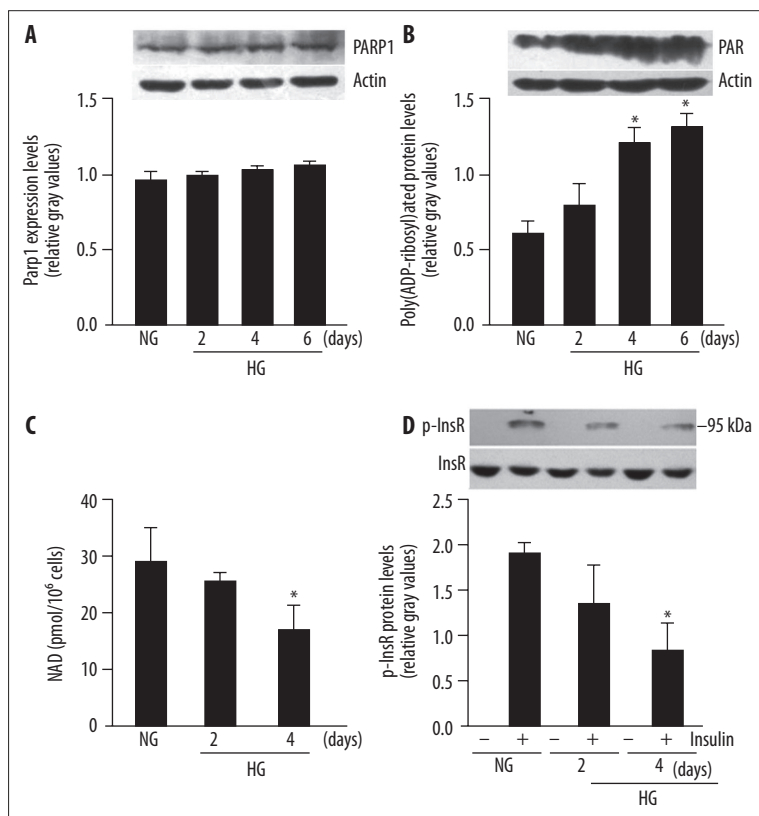 A
PARP1
Actin
Parp1 expression levels
(relative gray values)
1.5
1.0
0.5
0.0
NG 2 4 6 (days)
HG
B
PAR
Actin
Poly(ADP-ribosyl)ated protein levels
(relative gray values)
1.5
1.0
0.5
0.0
* *
NG 2 4 6 (days)
HG
C
NAD (pmol/10⁶ cells)
40
30
20
10
0
*
NG 2 4 (days)
HG
D
p-InsR –95 kDa
InsR
p-InsR protein levels
(relative gray values)
2.5
2.0
1.5
1.0
0.5
0.0
*
– + – + – + Insulin
NG 2 4 (days)
HG